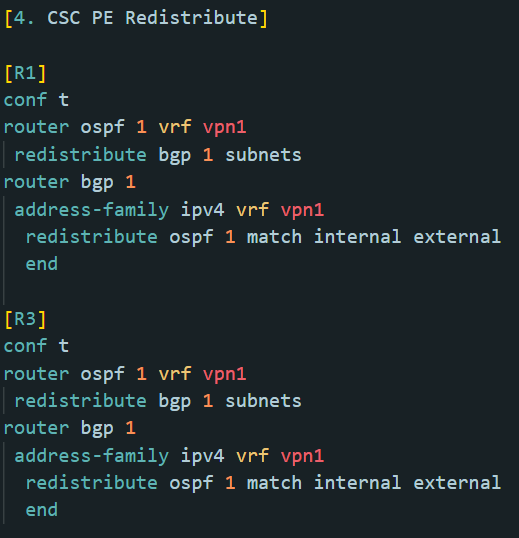 [4. CSC PE Redistribute]
[R1]
conf t
router ospf 1 vrf vpn1
redistribute bgp 1 subnets
router bgp 1
address-family ipv4 vrf vpn1
redistribute ospf 1 match internal external
end
[R3]
conf t
router ospf 1 vrf vpn1
redistribute bgp 1 subnets
router bgp 1
address-family ipv4 vrf vpn1
redistribute ospf 1 match internal external
end